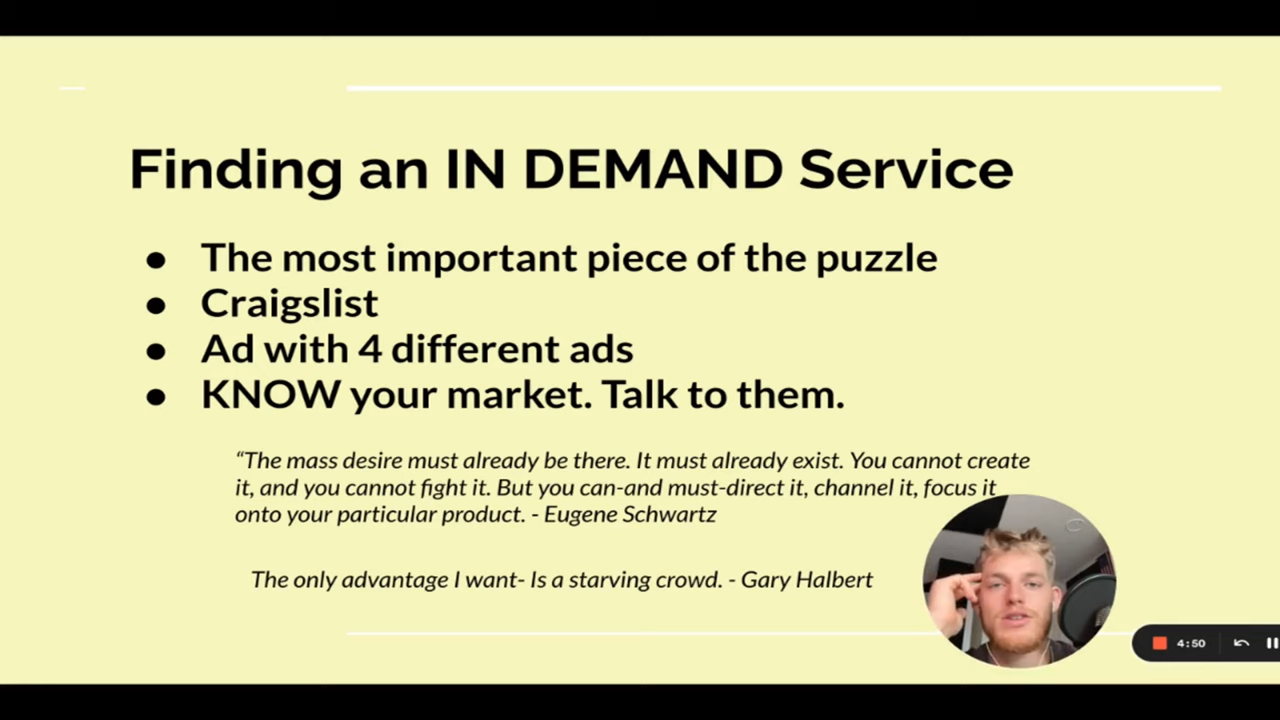 Finding an IN DEMAND Service
● The most important piece of the puzzle
● Craigslist
● Ad with 4 different ads
● KNOW your market. Talk to them.
“The mass desire must already be there. It must already exist. You cannot create
it, and you cannot fight it. But you can-and must-direct it, channel it, focus it
onto your particular product. - Eugene Schwartz
The only advantage I want- Is a starving crowd. - Gary Halbert
4:50